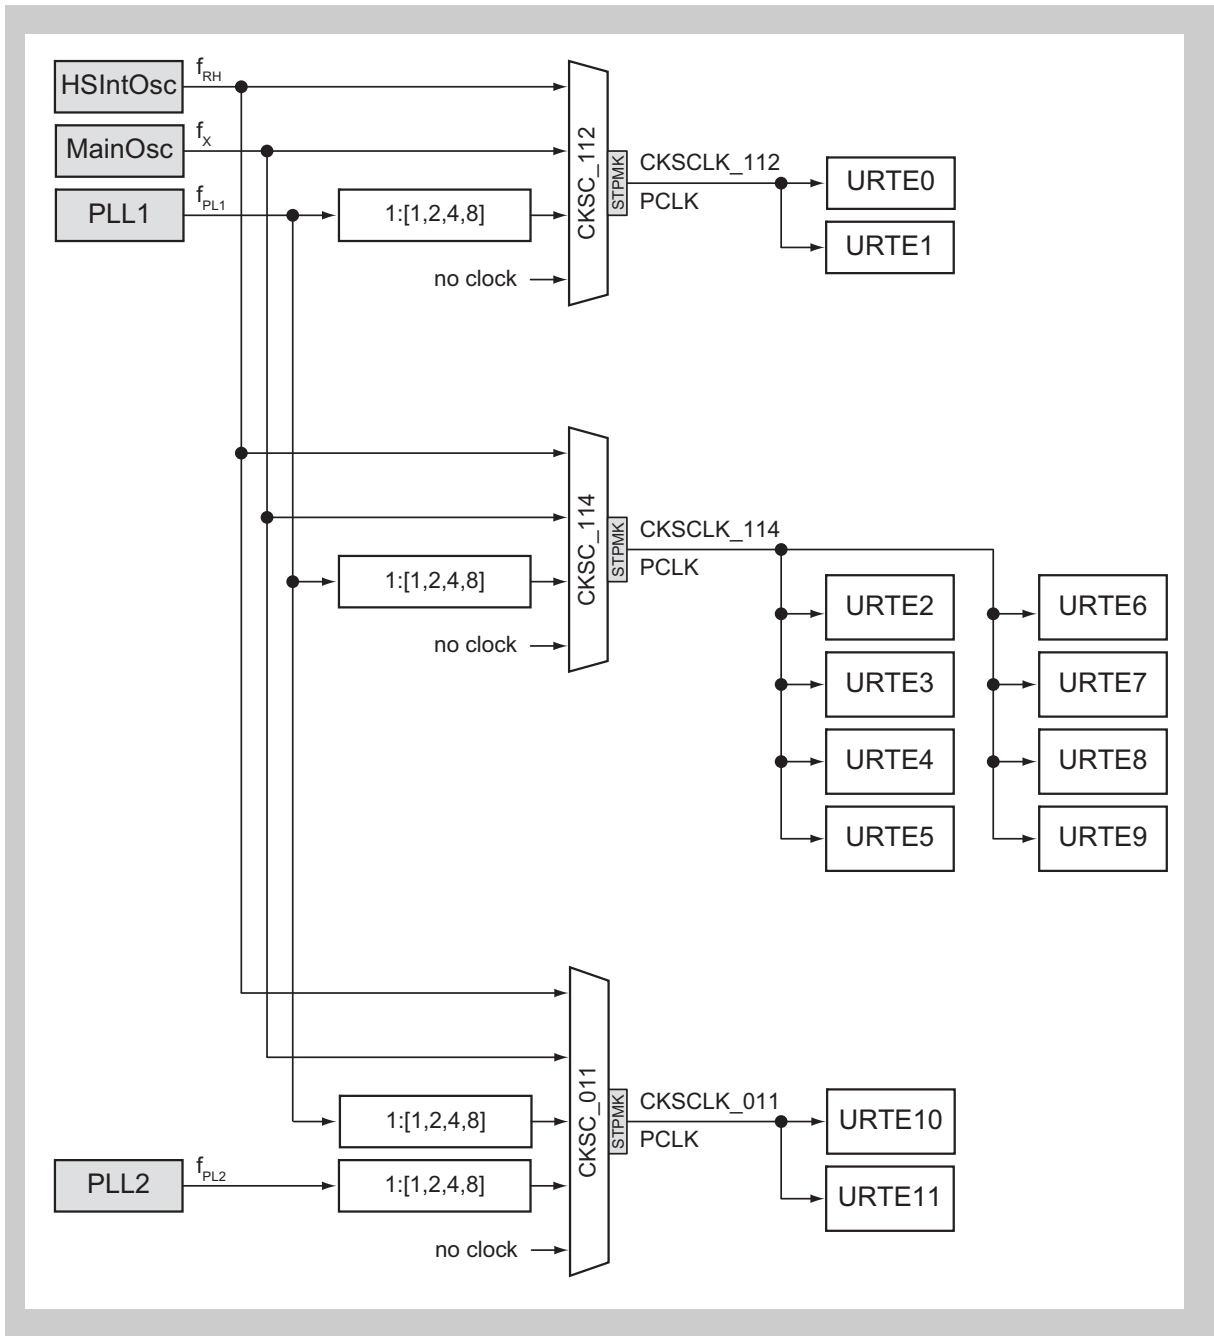 HSIntOsc
fRH
MainOsc
fX
PLL1
fPL1
1:[1,2,4,8]
no clock
CKSC_112
STPMK
CKSCLK_112
PCLK
URTE0
URTE1
1:[1,2,4,8]
no clock
CKSC_114
STPMK
CKSCLK_114
PCLK
URTE2
URTE6
URTE3
URTE7
URTE4
URTE8
URTE5
URTE9
1:[1,2,4,8]
PLL2
fPL2
1:[1,2,4,8]
no clock
CKSC_011
STPMK
CKSCLK_011
PCLK
URTE10
URTE11